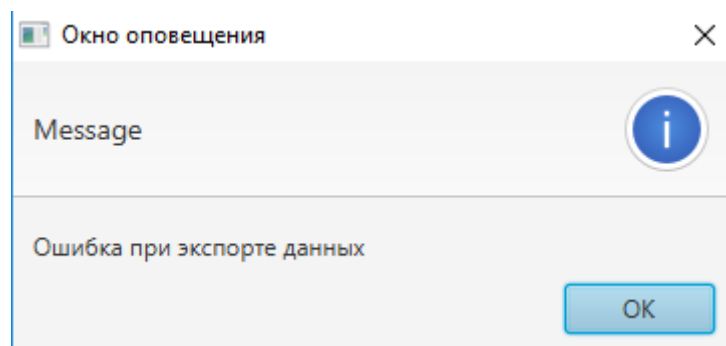 Окно оповещения
Message
Ошибка при экспорте данных
OK